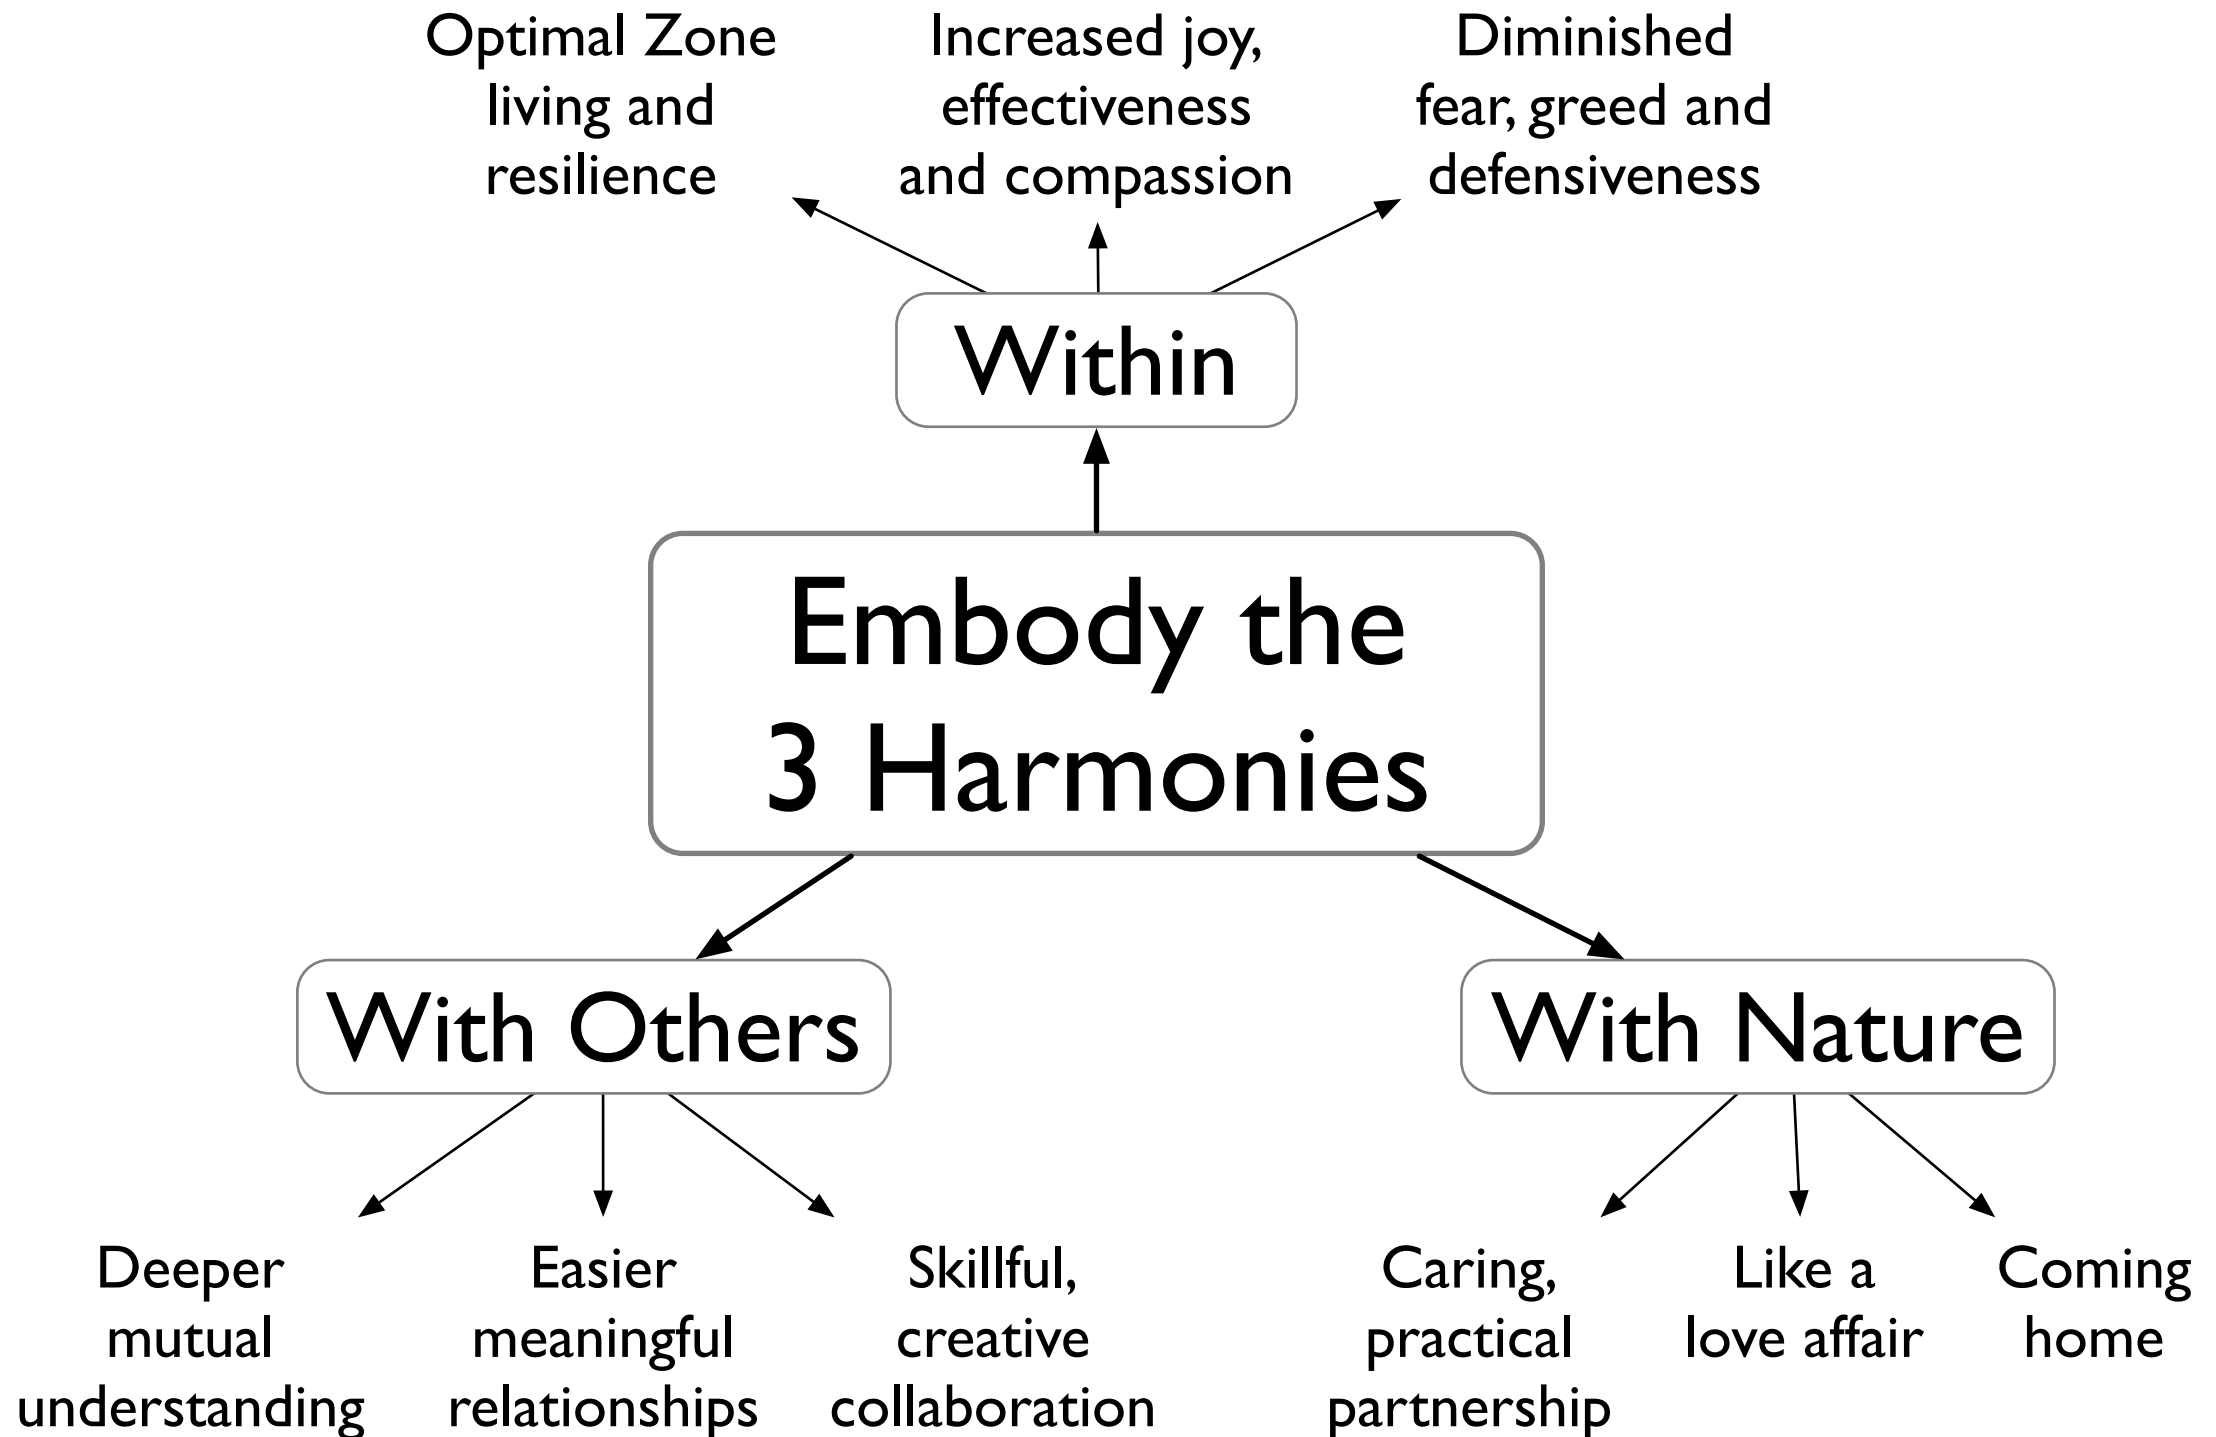 Optimal Zone
living and
resilience
Increased joy,
effectiveness
and compassion
Diminished
fear, greed and
defensiveness
Within
Embody the
3 Harmonies
With Others
With Nature
Deeper
mutual
understanding
Easier
meaningful
relationships
Skillful,
creative
collaboration
Caring,
practical
partnership
Like a
love affair
Coming
home